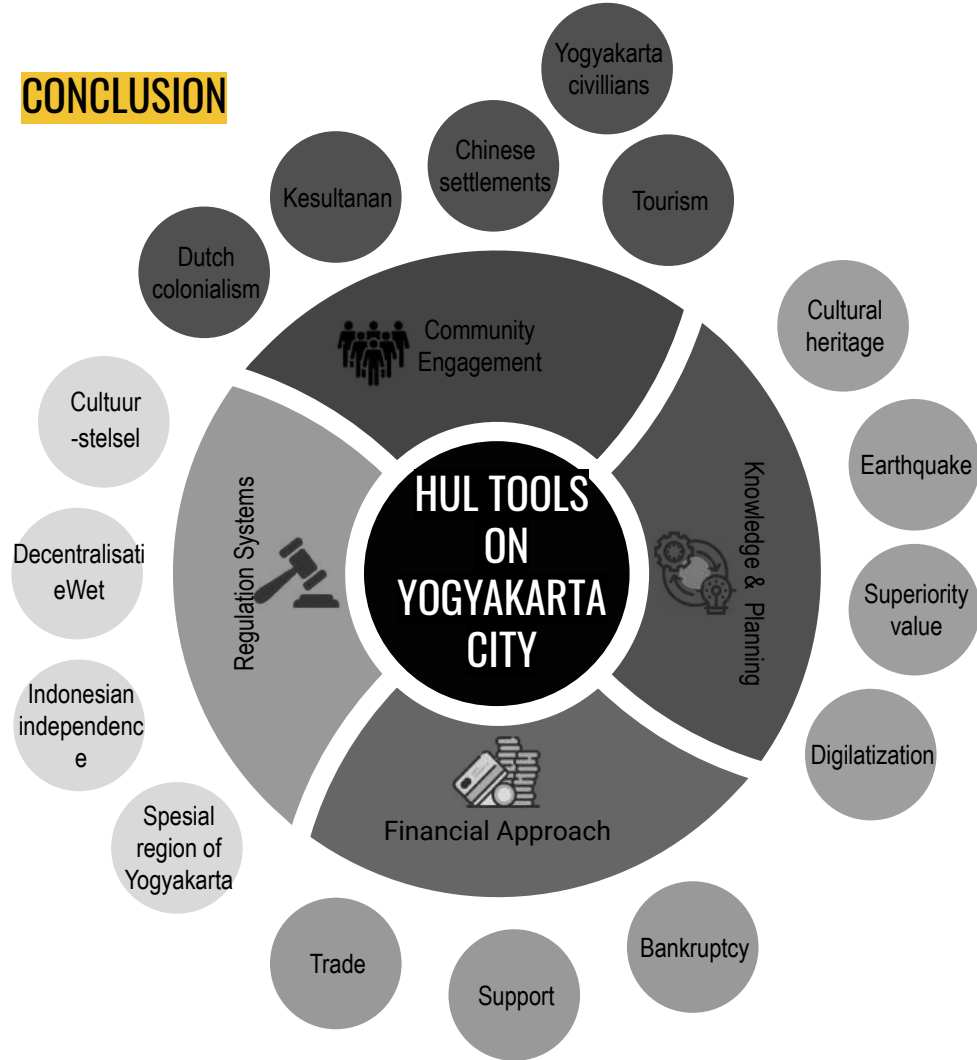 CONCLUSION
Yogyakarta
civillians
Chinese
settlements
Kesultanan
Tourism
Dutch
colonialism
Community
Engagement
Cultural
heritage
Cultuur
-stelsel
Earthquake
Regulation Systems
HUL TOOLS
ON
YOGYAKARTA
CITY
Knowledge & Planning
Decentralisati
eWet
Superiority
value
Indonesian
independenc
e
Digilatization
Financial Approach
Spesial
region of
Yogyakarta
Trade
Support
Bankruptcy